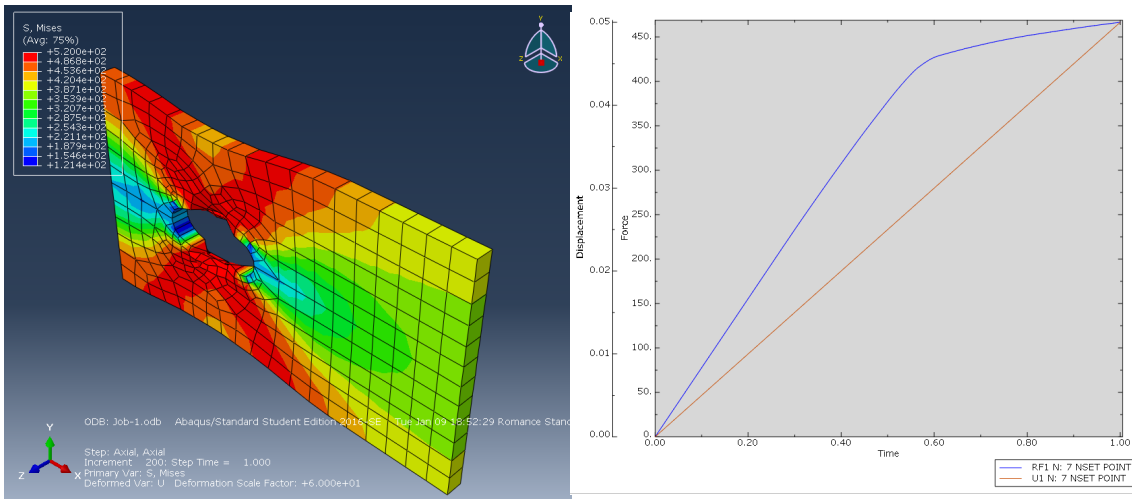 S, Mises
(Avg: 75%)
+5.200e+02
+4.868e+02
+4.536e+02
+4.204e+02
+3.871e+02
+3.539e+02
+3.207e+02
+2.875e+02
+2.543e+02
+2.211e+02
+1.879e+02
+1.546e+02
+1.214e+02
Y
Z
X
ODB: Job-1.odb Abaqus/Standard Student Edition 2016-SE Tue Jan 09 18:52:29 Romance Stand
Step: Axial, Axial
Increment 200: Step Time = 1.000
Primary Var: S, Mises
Deformed Var: U Deformation Scale Factor: +6.000e+01
Y
Z
X
Displacement
0.05
0.04
0.03
0.02
0.01
0.00
Force
450.
400.
350.
300.
250.
200.
150.
100.
50.
0.
0.00
0.20
0.40
0.60
0.80
1.00
Time
RF1 N: 7 NSET POINT
U1 N: 7 NSET POINT